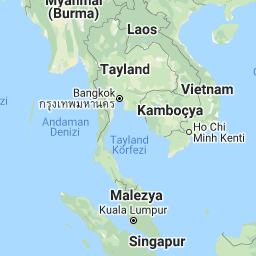 Myanmar
(Burma)
Laos
Tayland
Vietnam
Bangkok
กรุงเทพมหานคร
Kamboçya
Andaman
Denizi
Ho Chi
Minh Kenti
Tayland
Körfezi
Malezya
Kuala Lumpur
Singapur